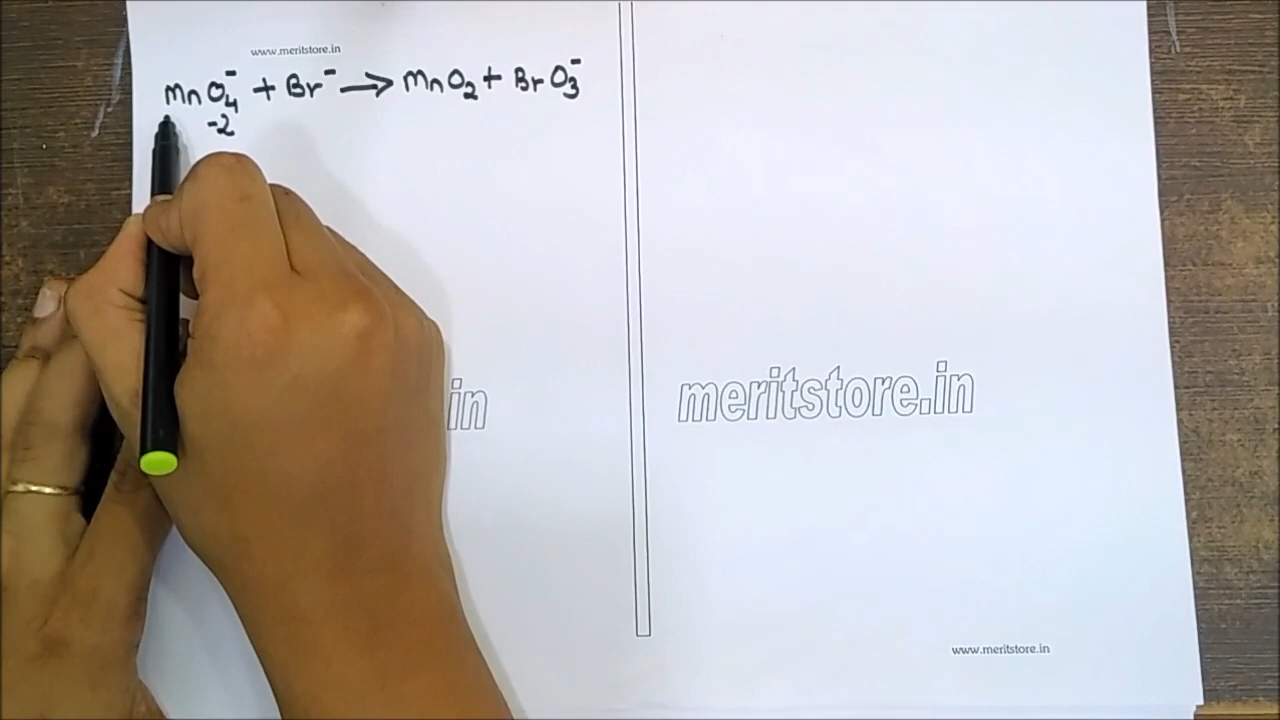 www.meritstore.in
MnO₄⁻ + Br⁻ → MnO₂ + BrO₃⁻
-2
in
meritstore.in
www.meritstore.in